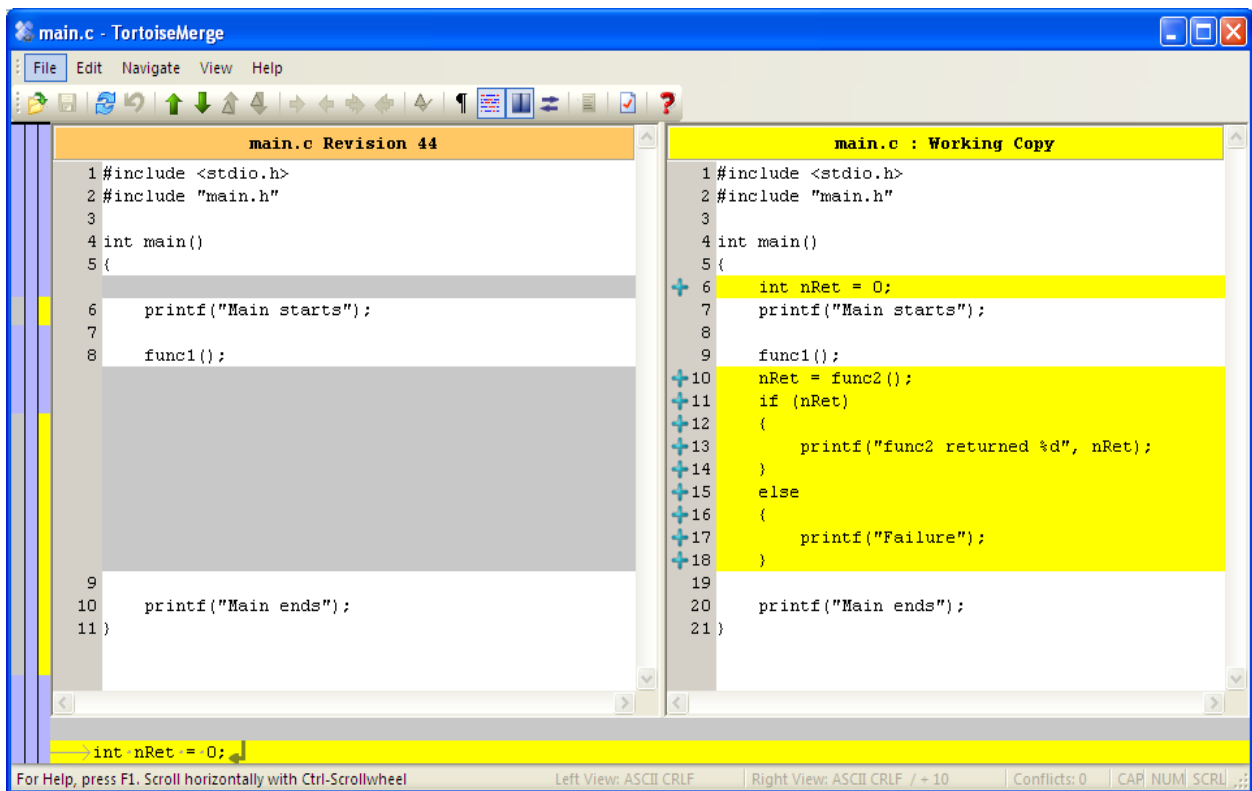 main.c - TortoiseMerge
File Edit Navigate View Help
main.c Revision 44
1 #include <stdio.h>
2 #include "main.h"
3
4 int main()
5 {
6 printf("Main starts");
7
8 func1();
9
10 printf("Main ends");
11 }
main.c : Working Copy
1 #include <stdio.h>
2 #include "main.h"
3
4 int main()
5 {
6 int nRet = 0;
7 printf("Main starts");
8
9 func1();
10 nRet = func2();
11 if (nRet)
12 {
13 printf("func2 returned %d", nRet);
14 }
15 else
16 {
17 printf("Failure");
18 }
19
20 printf("Main ends");
21 }
int nRet = 0;
For Help, press F1. Scroll horizontally with Ctrl-Scrollwheel Left View: ASCII CRLF Right View: ASCII CRLF / + 10 Conflicts: 0 CAP NUM SCRL